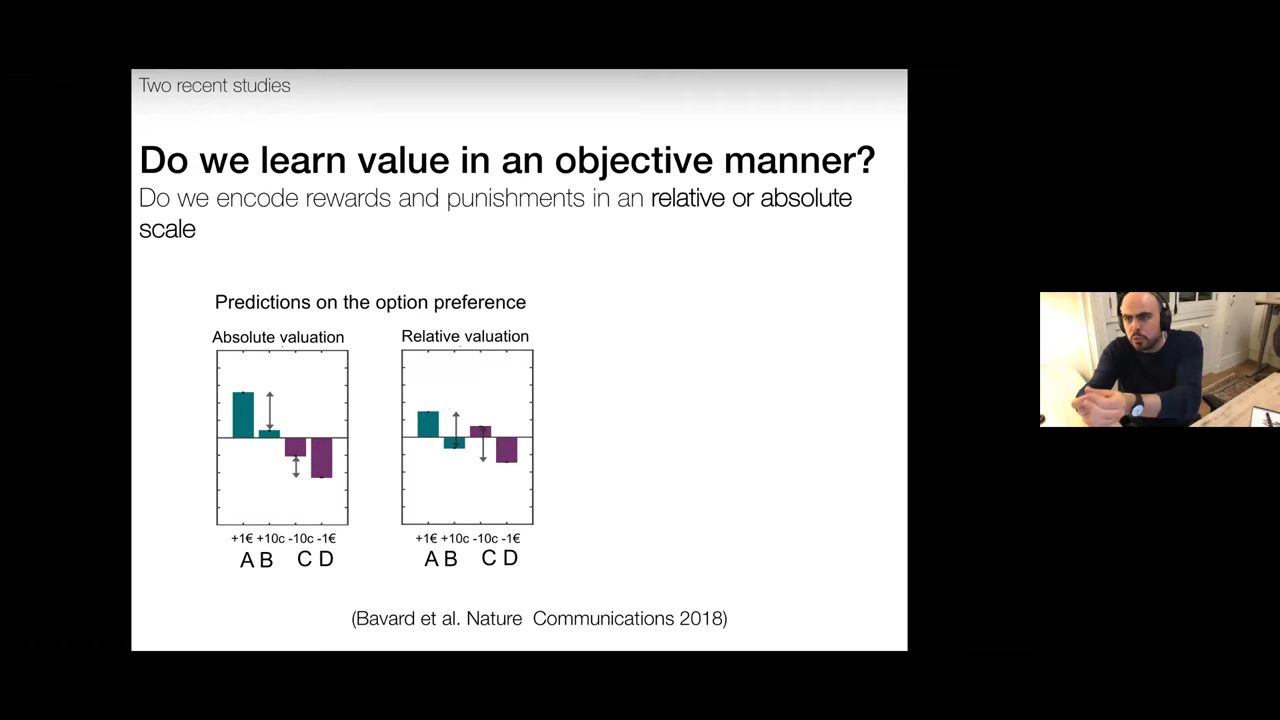 Two recent studies
Do we learn value in an objective manner?
Do we encode rewards and punishments in an relative or absolute
scale
Predictions on the option preference
Absolute valuation
Relative valuation
+1€ +10c -10c -1€
A B C D
+1€ +10c -10c -1€
A B C D
(Bavard et al. Nature Communications 2018)